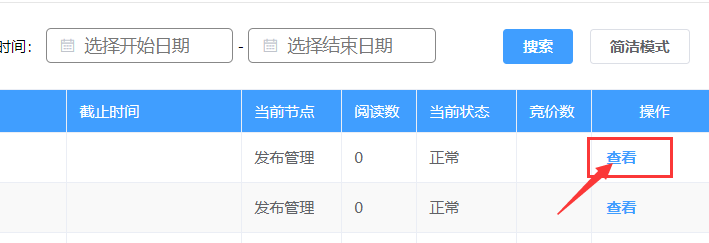 时间： 选择开始日期 - 选择结束日期 搜索 简洁模式
截止时间 当前节点 阅读数 当前状态 竞价数 操作
发布管理 0 正常 查看
发布管理 0 正常 查看